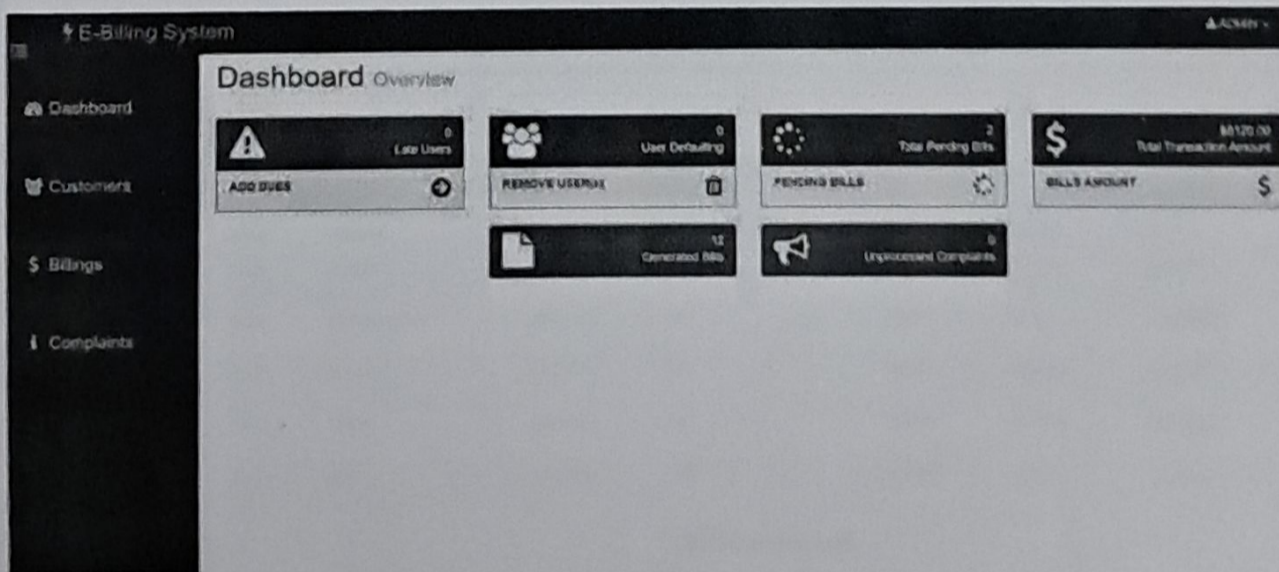 E-Billing System
ADMIN
Dashboard Overview
Dashboard
Customers
$ Billings
Complaints
0
Late Users
ADD DUES
0
User Defaulting
REMOVE USER(S)
2
Total Pending Bills
PENDING BILLS
$
Total Transaction Amount
BILLS AMOUNT
$
12
Generated Bills
0
Unprocessed Complaints